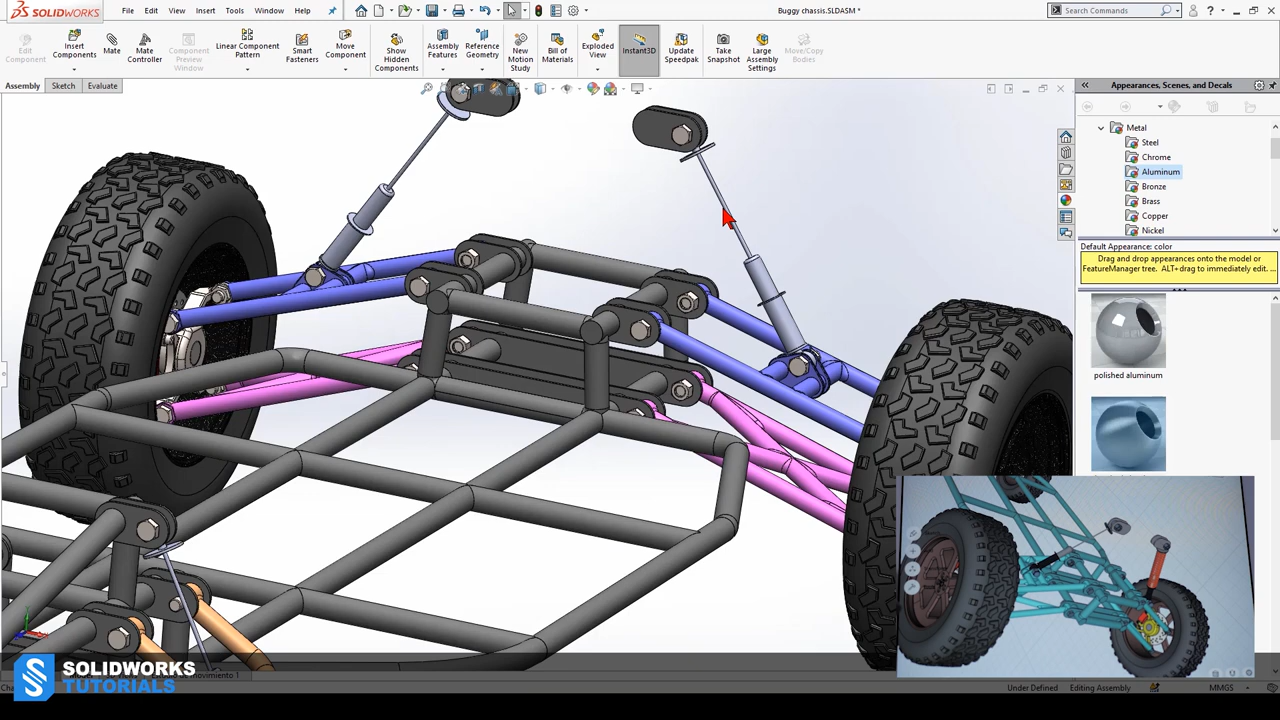 SOLIDWORKS
File
Edit
View
Insert
Tools
Window
Help
Buggy chassis.SLDASM *
Search Commands
Edit Component
Insert Components
Mate
Mate Controller
Component Preview Window
Linear Component Pattern
Smart Fasteners
Move Component
Show Hidden Components
Assembly Features
Reference Geometry
New Motion Study
Bill of Materials
Exploded View
Instant3D
Update Speedpak
Take Snapshot
Large Assembly Settings
Move/Copy Bodies
Assembly
Sketch
Evaluate
Appearances, Scenes, and Decals
Metal
Steel
Chrome
Aluminum
Bronze
Brass
Copper
Nickel
Default Appearance: color
Drag and drop appearances onto the model or
FeatureManager tree. ALT+drag to immediately edit. ...
polished aluminum
SOLIDWORKS
TUTORIALS
movimiento 1
Under Defined
Editing Assembly
MMGS